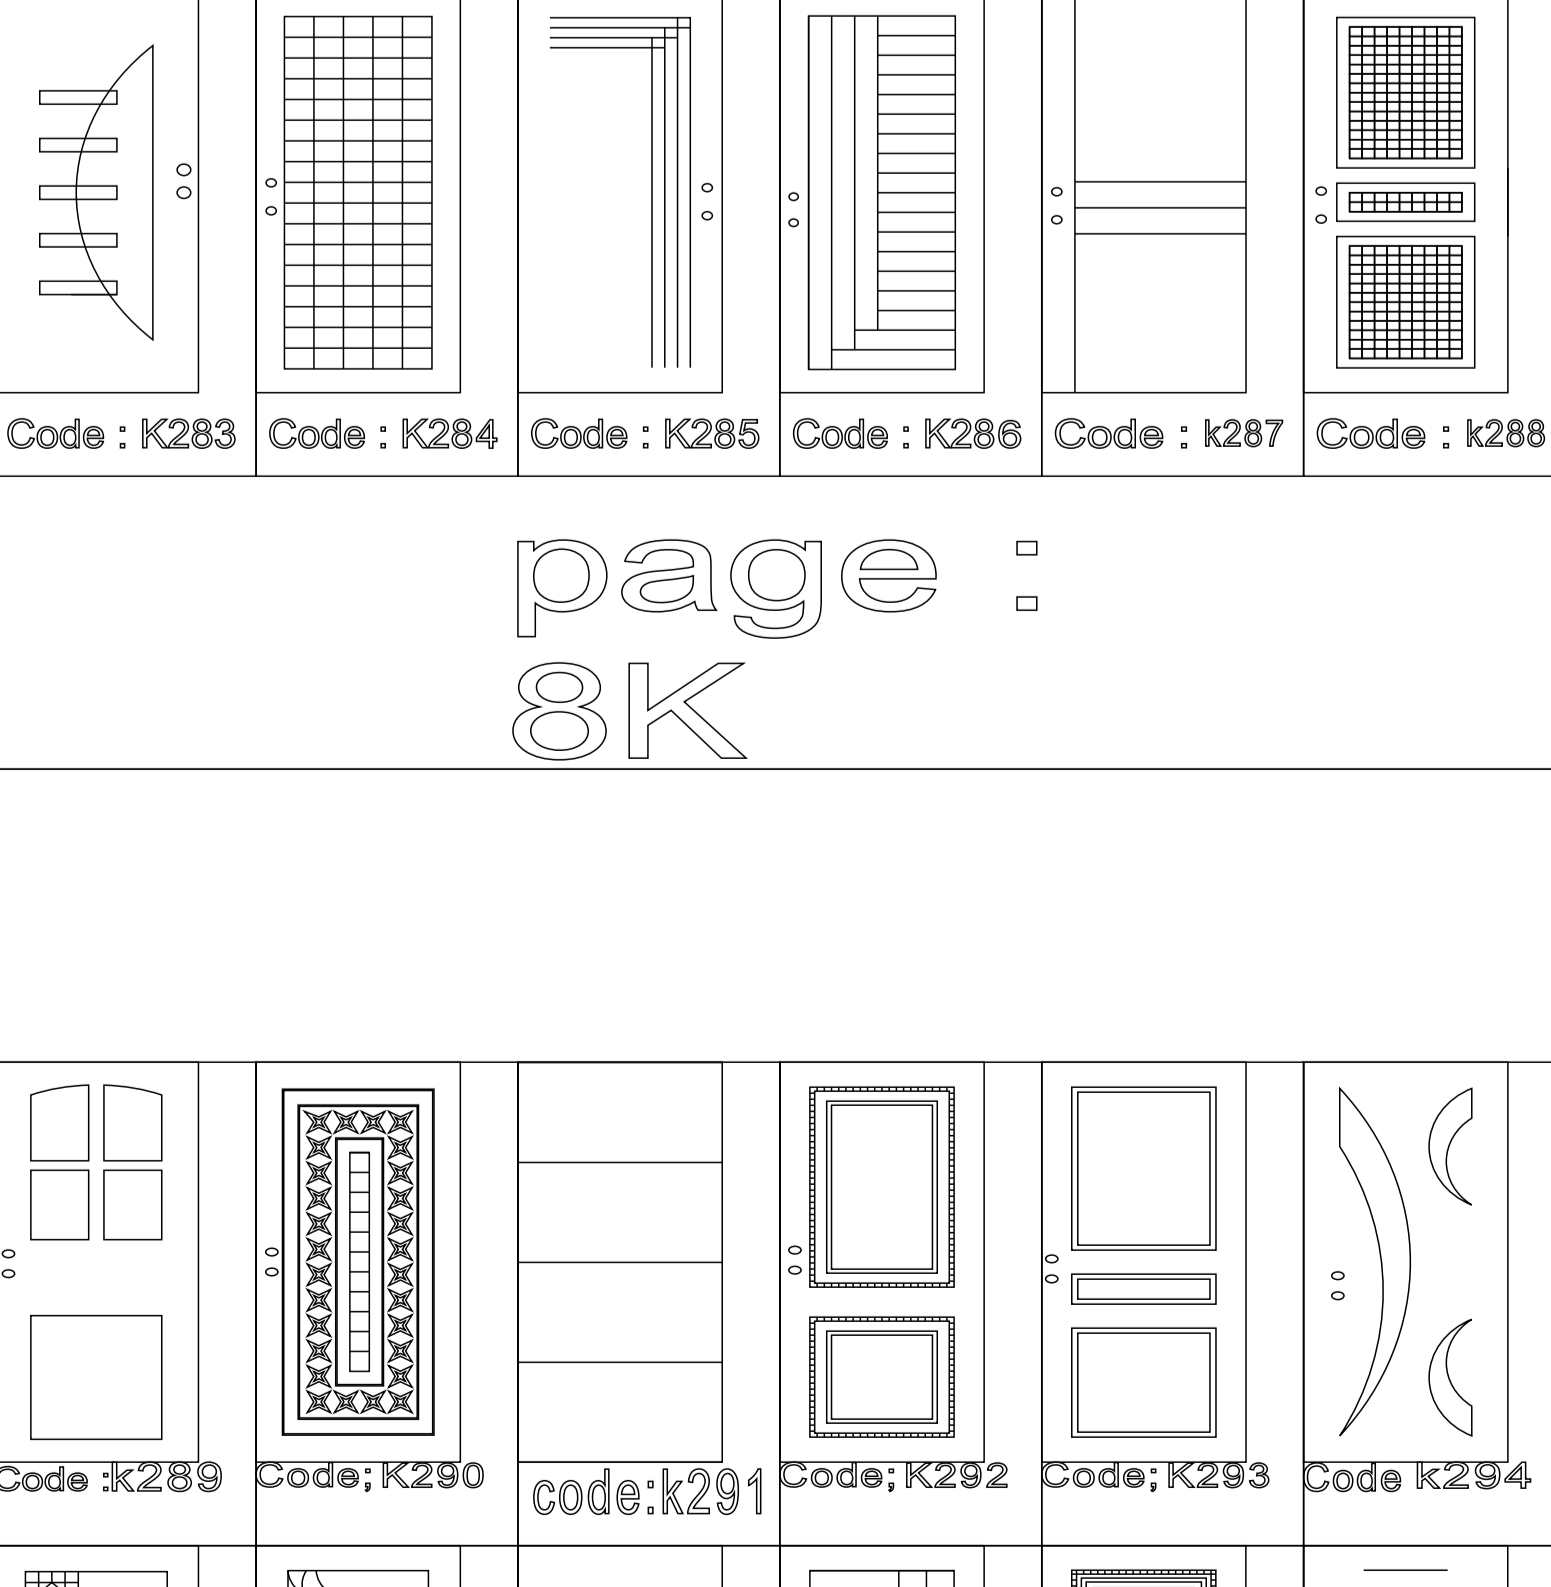 Code : K283
Code : K284
Code : K285
Code : K286
Code : k287
Code : k288
page :
8K
Code :k289
Code; K290
code:k291
Code; K292
Code; K293
Code k294